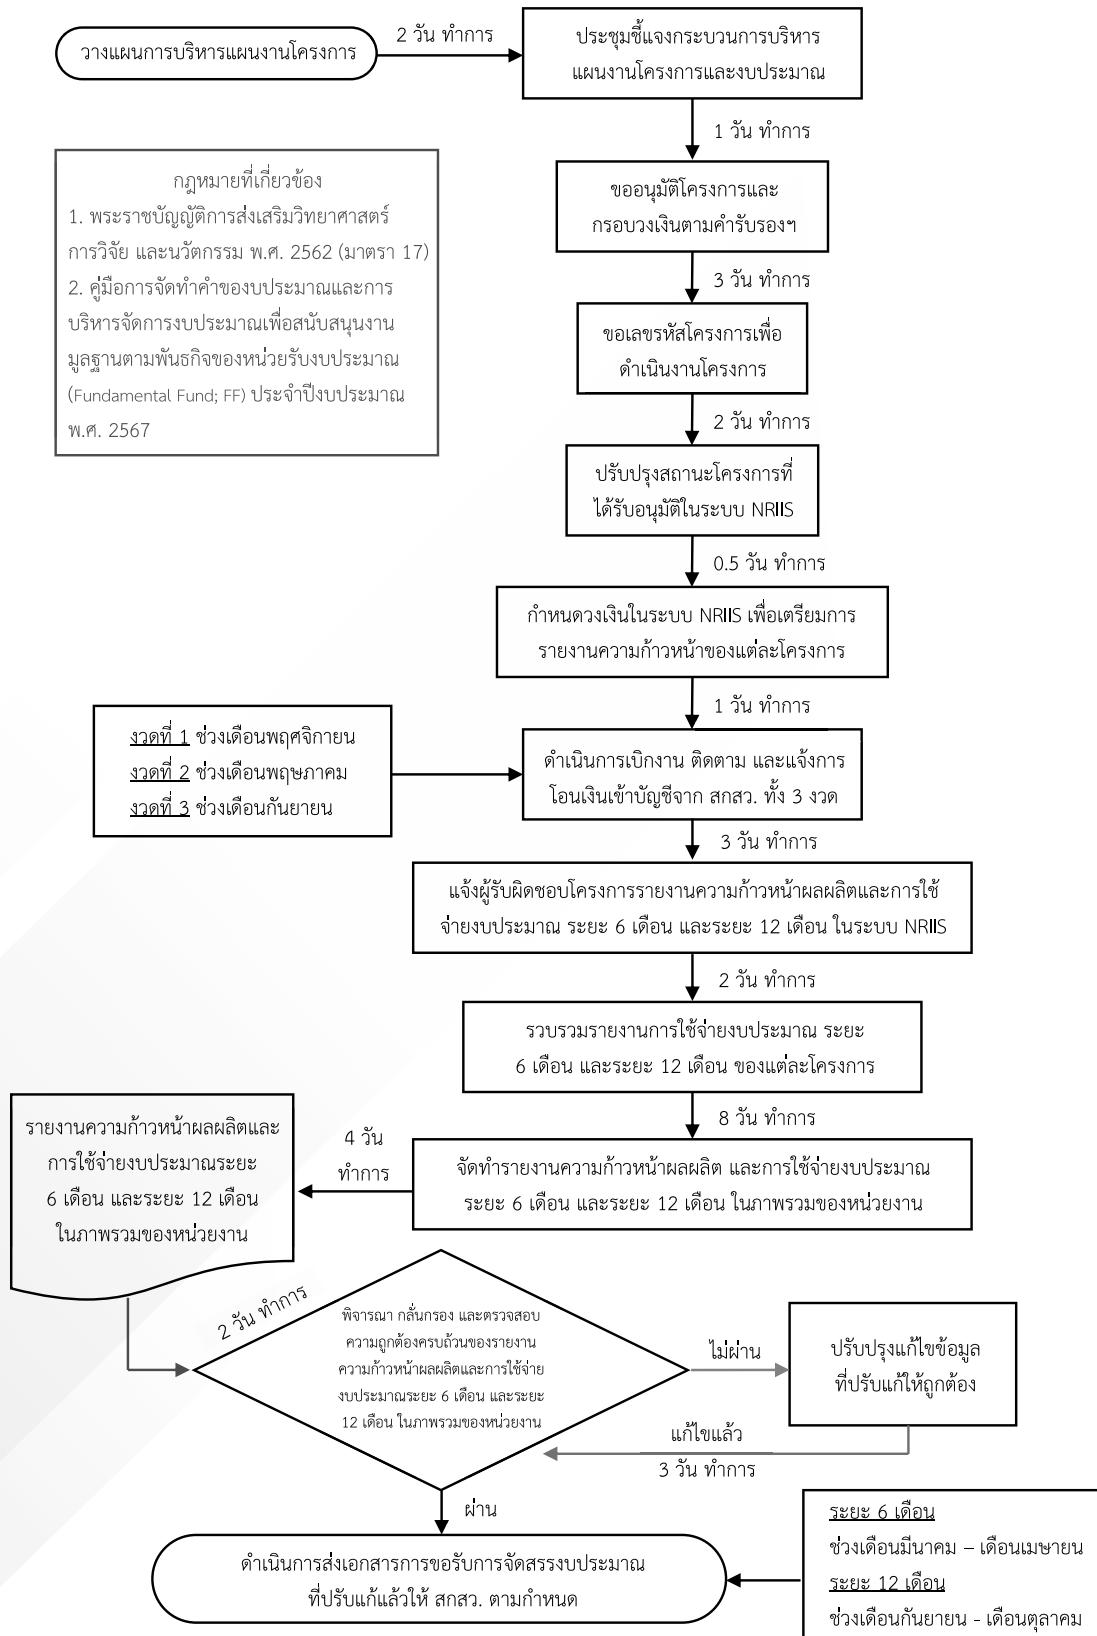 วางแผนการบริหารแผนงานโครงการ
2 วัน ทำการ
ประชุมชี้แจงกระบวนการบริหาร
แผนงานโครงการและงบประมาณ
1 วัน ทำการ
กฎหมายที่เกี่ยวข้อง
1. พระราชบัญญัติการส่งเสริมวิทยาศาสตร์
การวิจัย และนวัตกรรม พ.ศ. 2562 (มาตรา 17)
2. คู่มือการจัดทำคำของบประมาณและการ
บริหารจัดการงบประมาณเพื่อสนับสนุนงาน
มูลฐานตามพันธกิจของหน่วยรับงบประมาณ
(Fundamental Fund; FF) ประจำปีงบประมาณ
พ.ศ. 2567
ขออนุมัติโครงการและ
กรอบวงเงินตามคำรับรองฯ
3 วัน ทำการ
ขอเลขรหัสโครงการเพื่อ
ดำเนินงานโครงการ
2 วัน ทำการ
ปรับปรุงสถานะโครงการที่
ได้รับอนุมัติในระบบ NRIIS
0.5 วัน ทำการ
กำหนดวงเงินในระบบ NRIIS เพื่อเตรียมการ
รายงานความก้าวหน้าของแต่ละโครงการ
1 วัน ทำการ
งวดที่ 1 ช่วงเดือนพฤศจิกายน
งวดที่ 2 ช่วงเดือนพฤษภาคม
งวดที่ 3 ช่วงเดือนกันยายน
ดำเนินการเบิกงาน ติดตาม และแจ้งการ
โอนเงินเข้าบัญชีจาก สกสว. ทั้ง 3 งวด
3 วัน ทำการ
แจ้งผู้รับผิดชอบโครงการรายงานความก้าวหน้าผลผลิตและการใช้
จ่ายงบประมาณ ระยะ 6 เดือน และระยะ 12 เดือน ในระบบ NRIIS
2 วัน ทำการ
รวบรวมรายงานการใช้จ่ายงบประมาณ ระยะ
6 เดือน และระยะ 12 เดือน ของแต่ละโครงการ
8 วัน ทำการ
จัดทำรายงานความก้าวหน้าผลผลิต และการใช้จ่ายงบประมาณ
ระยะ 6 เดือน และระยะ 12 เดือน ในภาพรวมของหน่วยงาน
4 วัน
ทำการ
รายงานความก้าวหน้าผลผลิตและ
การใช้จ่ายงบประมาณระยะ
6 เดือน และระยะ 12 เดือน
ในภาพรวมของหน่วยงาน
2 วัน ทำการ
พิจารณา กลั่นกรอง และตรวจสอบ
ความถูกต้องครบถ้วนของรายงาน
ความก้าวหน้าผลผลิตและการใช้จ่าย
งบประมาณระยะ 6 เดือน และระยะ
12 เดือน ในภาพรวมของหน่วยงาน
ไม่ผ่าน
ปรับปรุงแก้ไขข้อมูล
ที่ปรับแก้ให้ถูกต้อง
แก้ไขแล้ว
3 วัน ทำการ
ผ่าน
ดำเนินการส่งเอกสารการขอรับการจัดสรรงบประมาณ
ที่ปรับแก้แล้วให้ สกสว. ตามกำหนด
ระยะ 6 เดือน
ช่วงเดือนมีนาคม – เดือนเมษายน
ระยะ 12 เดือน
ช่วงเดือนกันยายน - เดือนตุลาคม